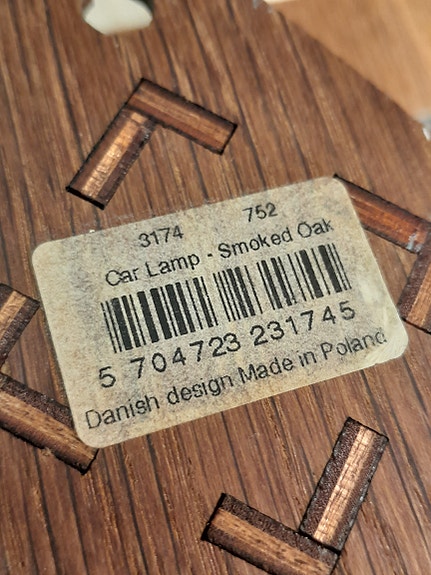 3174 752
Car Lamp - Smoked Oak
5 704723 231745
Danish design Made in Poland